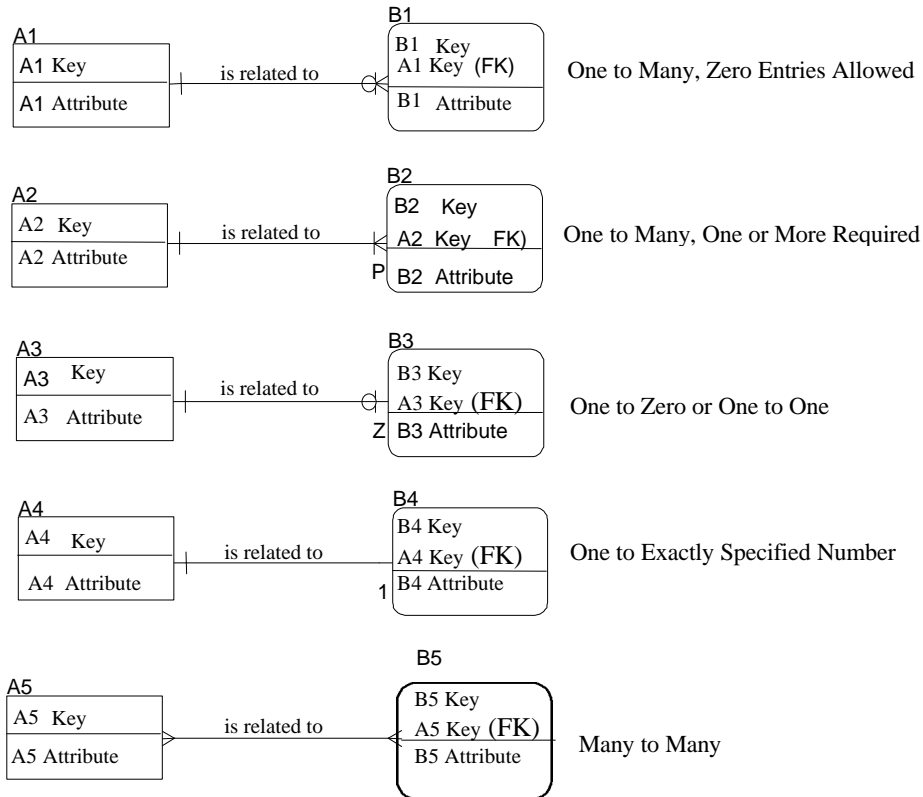 A1
A1 Key
A1 Attribute
is related to
B1
B1 Key
A1 Key (FK)
B1 Attribute
One to Many, Zero Entries Allowed
A2
A2 Key
A2 Attribute
is related to
B2
B2 Key
A2 Key FK)
B2 Attribute
P
One to Many, One or More Required
A3
A3 Key
A3 Attribute
is related to
B3
B3 Key
A3 Key (FK)
B3 Attribute
Z
One to Zero or One to One
A4
A4 Key
A4 Attribute
is related to
B4
B4 Key
A4 Key (FK)
B4 Attribute
1
One to Exactly Specified Number
A5
A5 Key
A5 Attribute
is related to
B5
B5 Key
A5 Key (FK)
B5 Attribute
Many to Many